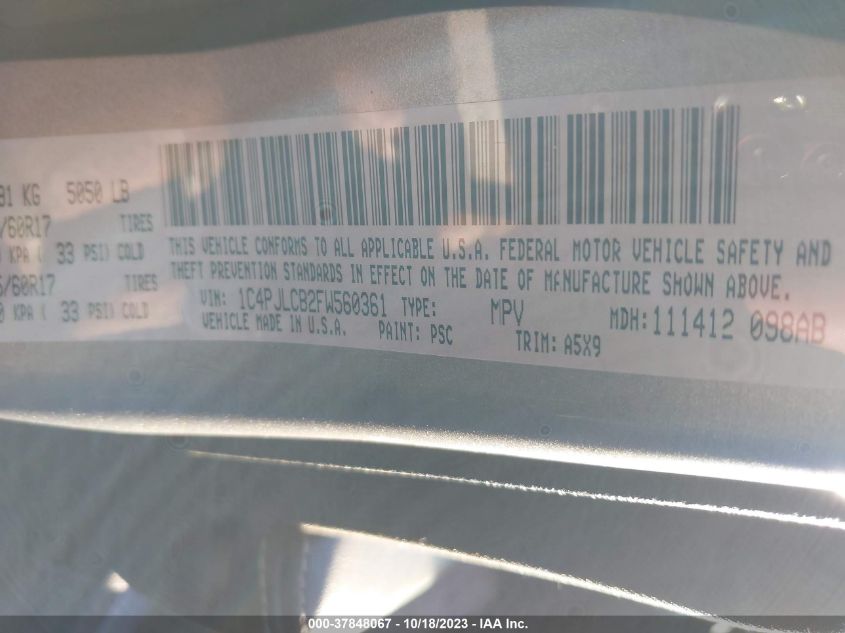 91 KG 5050 LB
/60R17 TIRES
KPA ( 33 PSI) COLD
/60R17 TIRES
0 KPA ( 33 PSI) COLD
THIS VEHICLE CONFORMS TO ALL APPLICABLE U.S.A. FEDERAL MOTOR VEHICLE SAFETY AND
THEFT PREVENTION STANDARDS IN EFFECT ON THE DATE OF MANUFACTURE SHOWN ABOVE.
VIN: 1C4PJLCB2FW560361 TYPE: MPV MDH:111412 098AB
VEHICLE MADE IN U.S.A. PAINT: PSC TRIM: A5X9
000-37848067 - 10/18/2023 - IAA Inc.